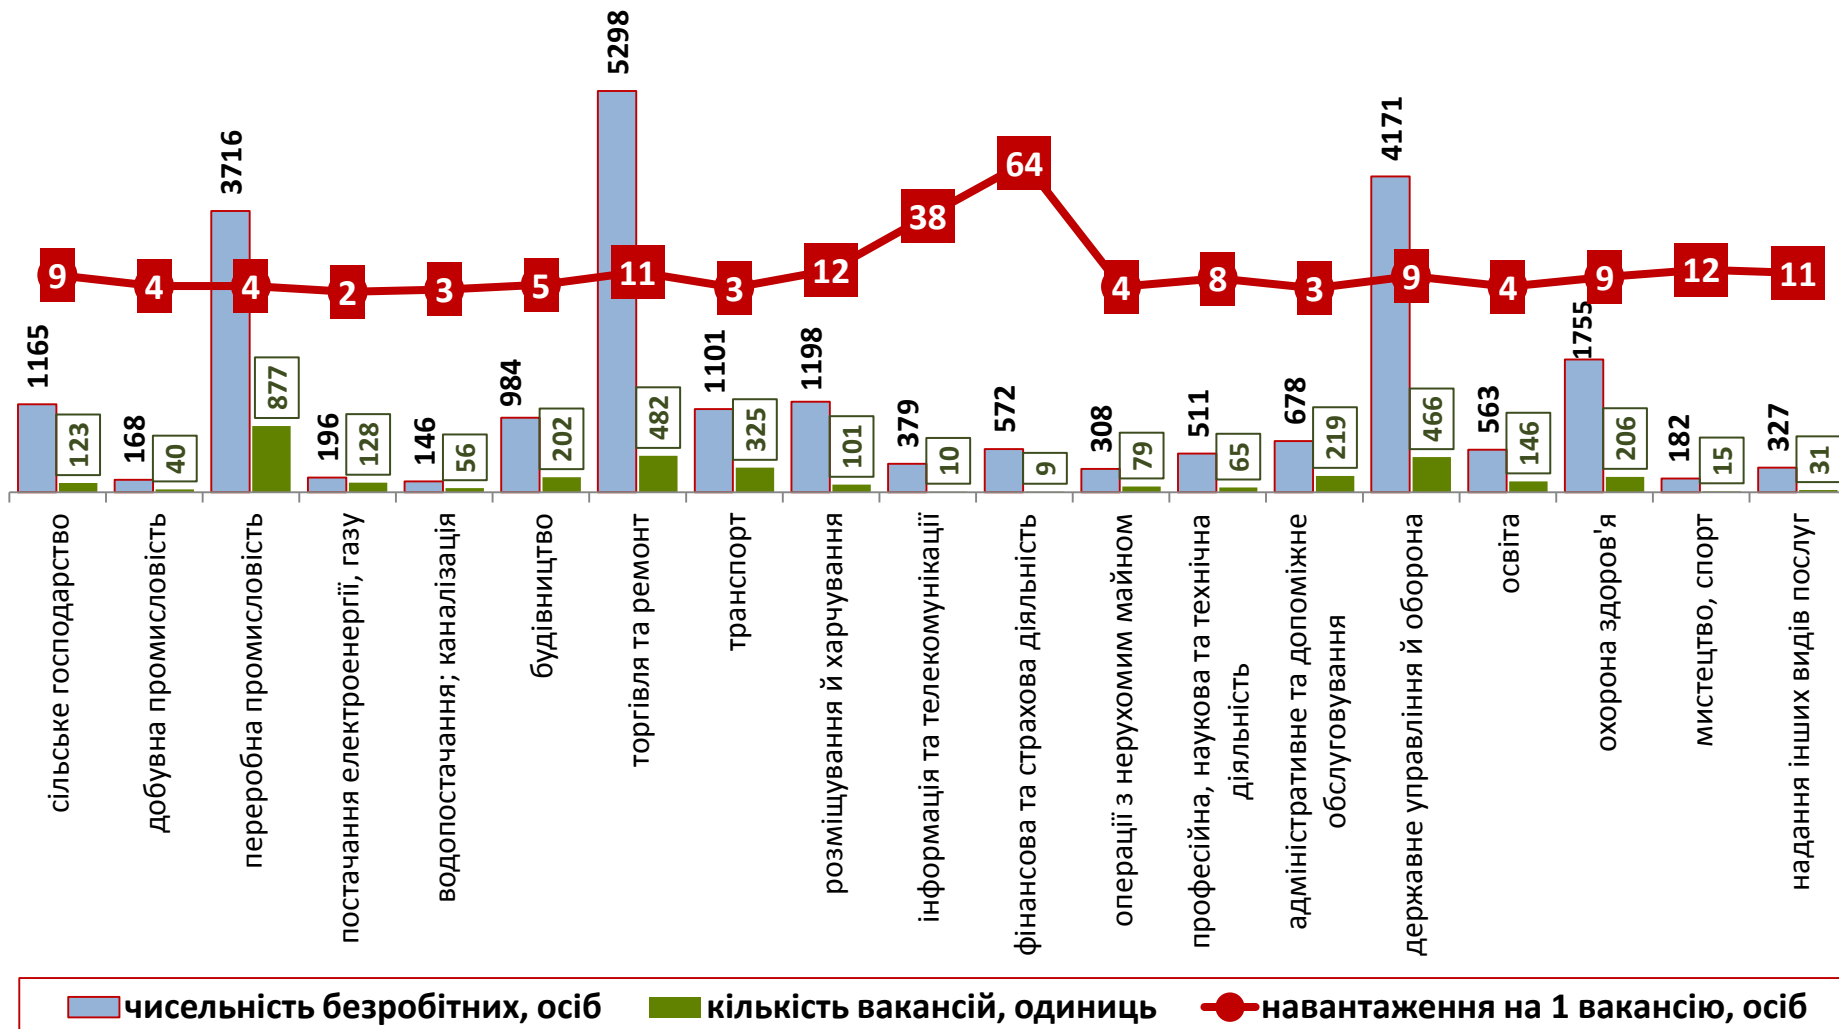 5298
4171
3716
64
38
9
4
4
2
3
5
11
3
12
4
8
3
9
4
9
12
11
1165
123
168
40
877
196
128
146
56
984
202
482
1101
325
1198
101
379
10
572
9
308
79
511
65
678
219
466
563
146
1755
206
182
15
327
31
сільське господарство
добувна промисловість
переробна промисловість
постачання електроенергії, газу
водопостачання; каналізація
будівництво
торгівля та ремонт
транспорт
розміщування й харчування
інформація та телекомунікації
фінансова та страхова діяльність
операції з нерухомим майном
професійна, наукова та технічна
діяльність
адміністративне та допоміжне
обслуговування
державне управління й оборона
освіта
охорона здоров'я
мистецтво, спорт
надання інших видів послуг
чисельність безробітних, осіб
кількість вакансій, одиниць
навантаження на 1 вакансію, осіб